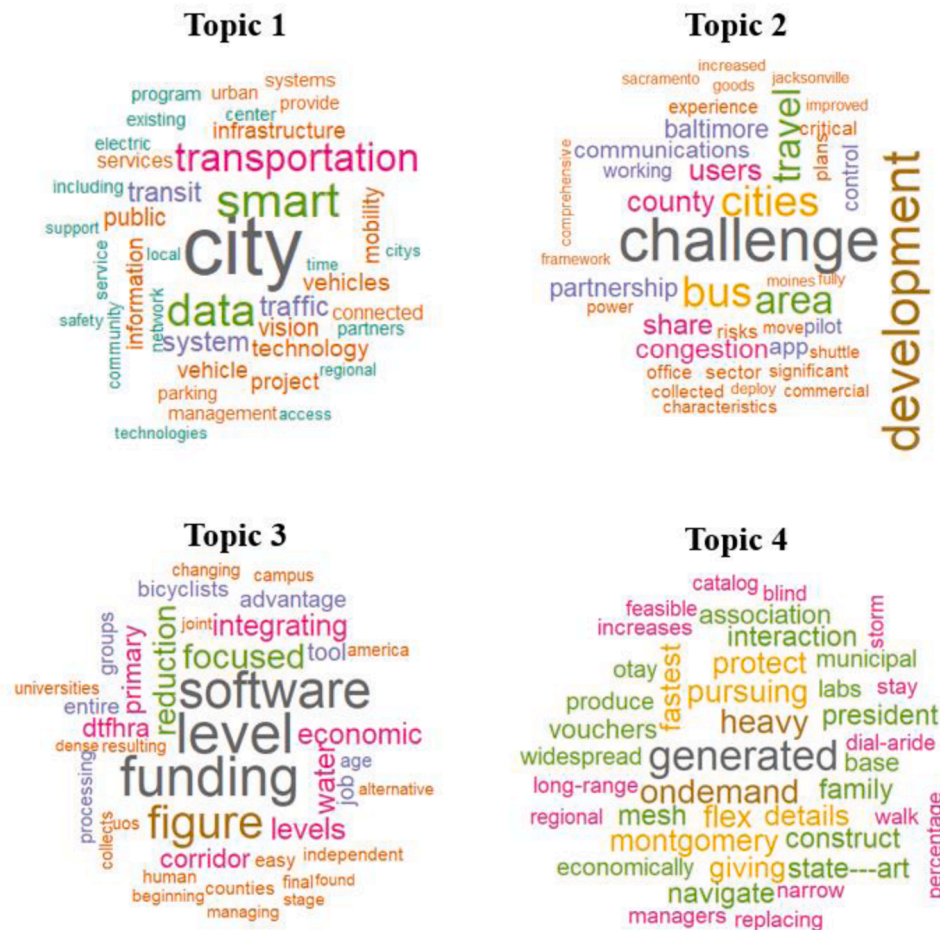 Topic 1
systems
program urban
provide
center
existing
infrastructure
electric
services transportation
including transit smart
public
mobility
support
city
local
citys
service
time
information
vehicles
network
data traffic connected
safety
community
vision partners
system technology
vehicle regional
project
parking
management access
technologies
Topic 2
increased
sacramento jacksonville
goods
experience improved
travel
baltimore critical
communications
plans
control
working users
comprehensive
county cities
development
challenge
framework
partnership bus moines fully
area
power
share risks move pilot
congestion app shuttle
office sector significant
collected deploy commercial
characteristics
Topic 3
changing campus
bicyclists
advantage
joint integrating
groups
primary
reduction
focused tool america
universities
software
entire
dtfhra level economic
dense resulting
water
age
processing
funding job alternative
collects
uos figure levels
corridor easy independent
human
beginning counties final found
stage
managing
Topic 4
catalog blind
feasible association
storm
increases
interaction
fastest
otay protect municipal
produce pursuing labs stay
vouchers heavy president
widespread generated dial-aride
base
long-range ondemand family
regional mesh flex details walk
percentage
montgomery construct
economically giving state---art
navigate narrow
managers replacing